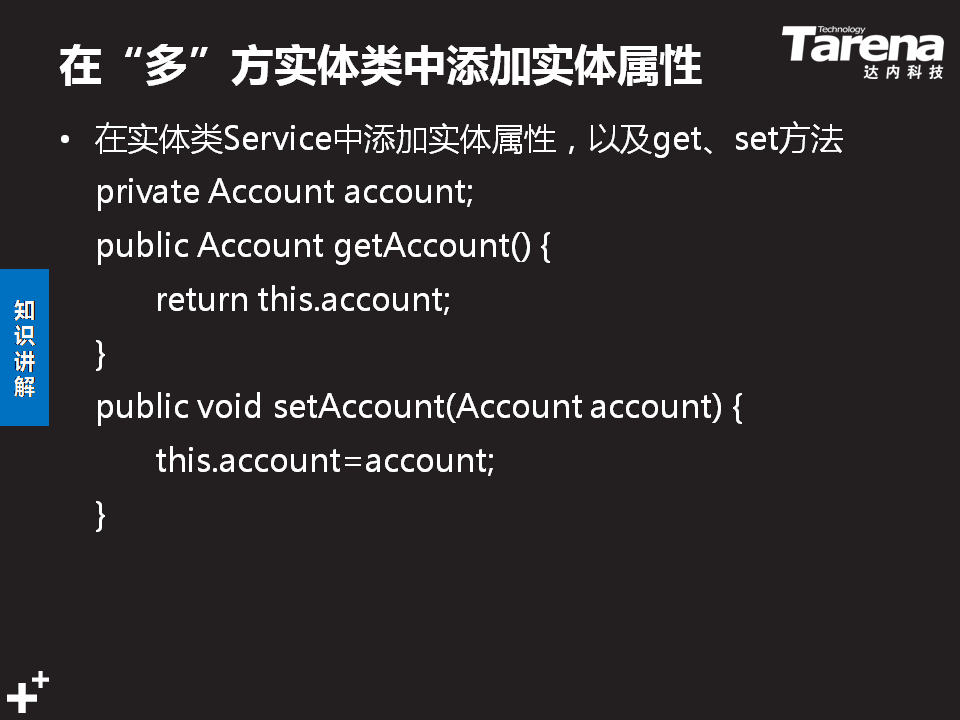 在“多”方实体类中添加实体属性
Technology
Tarena
达内科技
• 在实体类Service中添加实体属性，以及get、set方法
private Account account;
public Account getAccount() {
return this.account;
}
public void setAccount(Account account) {
this.account=account;
}
知识讲解